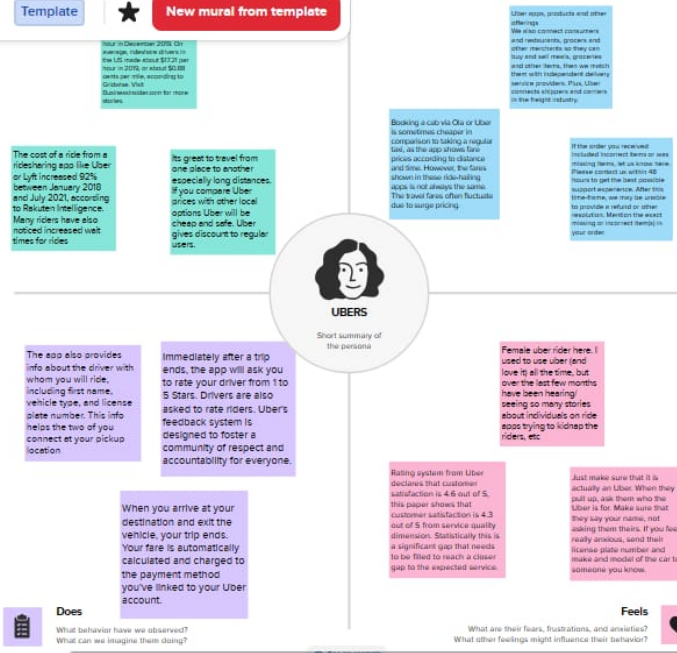 Template
New mural from template
hour in December 2019. On
average, rideshare drivers in
the US made about $17.21 per
hour in 2019, or about $0.88
cents per mile, according to
Gridwise. Visit
Businessinsider.com for more
stories.
Uber apps, products and other
offerings
We also connect consumers
and restaurants, grocers and
other merchants so they can
buy and sell meals, groceries
and other items, then we match
them with independent delivery
service providers. Plus, Uber
connects shippers and carriers
in the freight industry.
The cost of a ride from a
ridesharing app like Uber
or Lyft increased 92%
between January 2018
and July 2021, according
to Rakuten Intelligence.
Many riders have also
noticed increased wait
times for rides
Its great to travel from
one place to another
especially long distances.
If you compare Uber
prices with other local
options Uber will be
cheap and safe. Uber
gives discount to regular
users.
Booking a cab via Ola or Uber
is sometimes cheaper in
comparison to taking a regular
taxi, as the app shows fare
prices according to distance
and time. However, the fares
shown in these ride-hailing
apps is not always the same.
The travel fares often fluctuate
due to surge pricing.
If the order you received
included incorrect items or was
missing items, let us know here.
Please contact us within 48
hours to get the best possible
support experience. After this
time-frame, we may be unable
to provide a refund or other
resolution. Mention the exact
missing or incorrect item(s) in
your order.
UBERS
Short summary of
the persona
The app also provides
info about the driver with
whom you will ride,
including first name,
vehicle type, and license
plate number. This info
helps the two of you
connect at your pickup
location
Immediately after a trip
ends, the app will ask you
to rate your driver from 1 to
5 Stars. Drivers are also
asked to rate riders. Uber's
feedback system is
designed to foster a
community of respect and
accountability for everyone.
When you arrive at your
destination and exit the
vehicle, your trip ends.
Your fare is automatically
calculated and charged to
the payment method
you've linked to your Uber
account.
Female uber rider here. I
used to use uber (and
love it) all the time, but
over the last few months
have been hearing/
seeing so many stories
about individuals on ride
apps trying to kidnap the
riders, etc
Rating system from Uber
declares that customer
satisfaction is 4.6 out of 5,
this paper shows that
customer satisfaction is 4.3
out of 5 from service quality
dimension. Statistically this is
a significant gap that needs
to be filled to reach a closer
gap to the expected service.
Just make sure that it is
actually an Uber. When they
pull up, ask them who the
Uber is for. Make sure that
they say your name, not
asking them theirs. If you fee
really anxious, send their
license plate number and
make and model of the car to
someone you know.
Does
What behavior have we observed?
What can we imagine them doing?
Feels
What are their fears, frustrations, and anxieties?
What other feelings might influence their behavior?